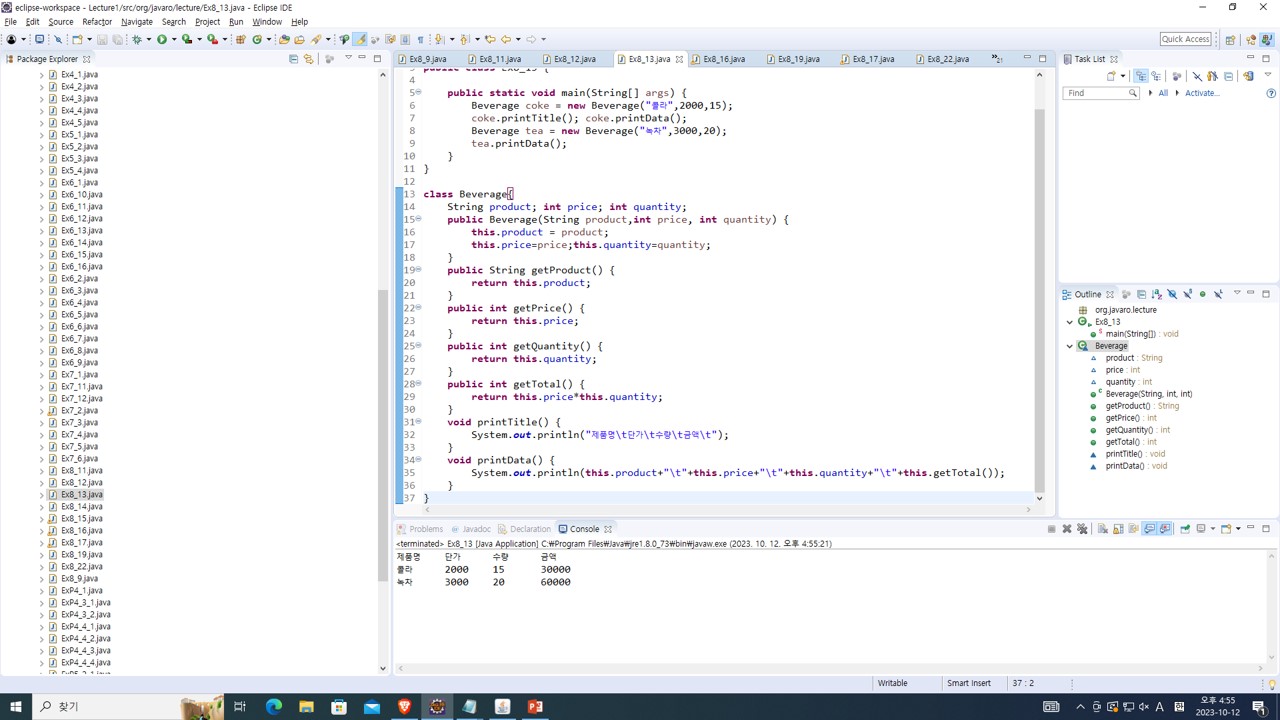 eclipse-workspace - Lecture1/src/org/javaro/lecture/Ex8_13.java - Eclipse IDE
File Edit Source Refactor Navigate Search Project Run Window Help
Quick Access
Package Explorer
Ex4_1.java
Ex4_2.java
Ex4_3.java
Ex4_4.java
Ex4_5.java
Ex5_1.java
Ex5_2.java
Ex5_3.java
Ex5_4.java
Ex6_1.java
Ex6_10.java
Ex6_11.java
Ex6_12.java
Ex6_13.java
Ex6_14.java
Ex6_15.java
Ex6_16.java
Ex6_2.java
Ex6_3.java
Ex6_4.java
Ex6_5.java
Ex6_6.java
Ex6_7.java
Ex6_8.java
Ex6_9.java
Ex7_1.java
Ex7_11.java
Ex7_12.java
Ex7_2.java
Ex7_3.java
Ex7_4.java
Ex7_5.java
Ex7_6.java
Ex8_11.java
Ex8_12.java
Ex8_13.java
Ex8_14.java
Ex8_15.java
Ex8_16.java
Ex8_17.java
Ex8_19.java
Ex8_22.java
Ex8_9.java
ExP4_1.java
ExP4_3_1.java
ExP4_3_2.java
ExP4_4_1.java
ExP4_4_2.java
ExP4_4_3.java
ExP4_4_4.java
Ex8_9.java Ex8_11.java Ex8_12.java Ex8_13.java Ex8_16.java Ex8_19.java Ex8_17.java Ex8_22.java
3 public class Ex8_13 {
4
5 public static void main(String[] args) {
6 Beverage coke = new Beverage("콜라",2000,15);
7 coke.printTitle(); coke.printData();
8 Beverage tea = new Beverage("녹차",3000,20);
9 tea.printData();
10 }
11 }
12
13 class Beverage{
14 String product; int price; int quantity;
15 public Beverage(String product,int price, int quantity) {
16 this.product = product;
17 this.price=price;this.quantity=quantity;
18 }
19 public String getProduct() {
20 return this.product;
21 }
22 public int getPrice() {
23 return this.price;
24 }
25 public int getQuantity() {
26 return this.quantity;
27 }
28 public int getTotal() {
29 return this.price*this.quantity;
30 }
31 void printTitle() {
32 System.out.println("제품명\t단가\t수량\t금액\t");
33 }
34 void printData() {
35 System.out.println(this.product+"\t"+this.price+"\t"+this.quantity+"\t"+this.getTotal());
36 }
37 }
Task List
Find All Activate...
Outline
org.javaro.lecture
Ex8_13
main(String[]) : void
Beverage
product : String
price : int
quantity : int
Beverage(String, int, int)
getProduct() : String
getPrice() : int
getQuantity() : int
getTotal() : int
printTitle() : void
printData() : void
Problems Javadoc Declaration Console
<terminated> Ex8_13 [Java Application] C:₩Program Files₩Java₩jre1.8.0_73₩bin₩javaw.exe (2023. 10. 12. 오후 4:55:21)
제품명 단가 수량 금액
콜라 2000 15 30000
녹차 3000 20 60000
Writable Smart Insert 37 : 2
찾기
A
오후 4:55
2023-10-12